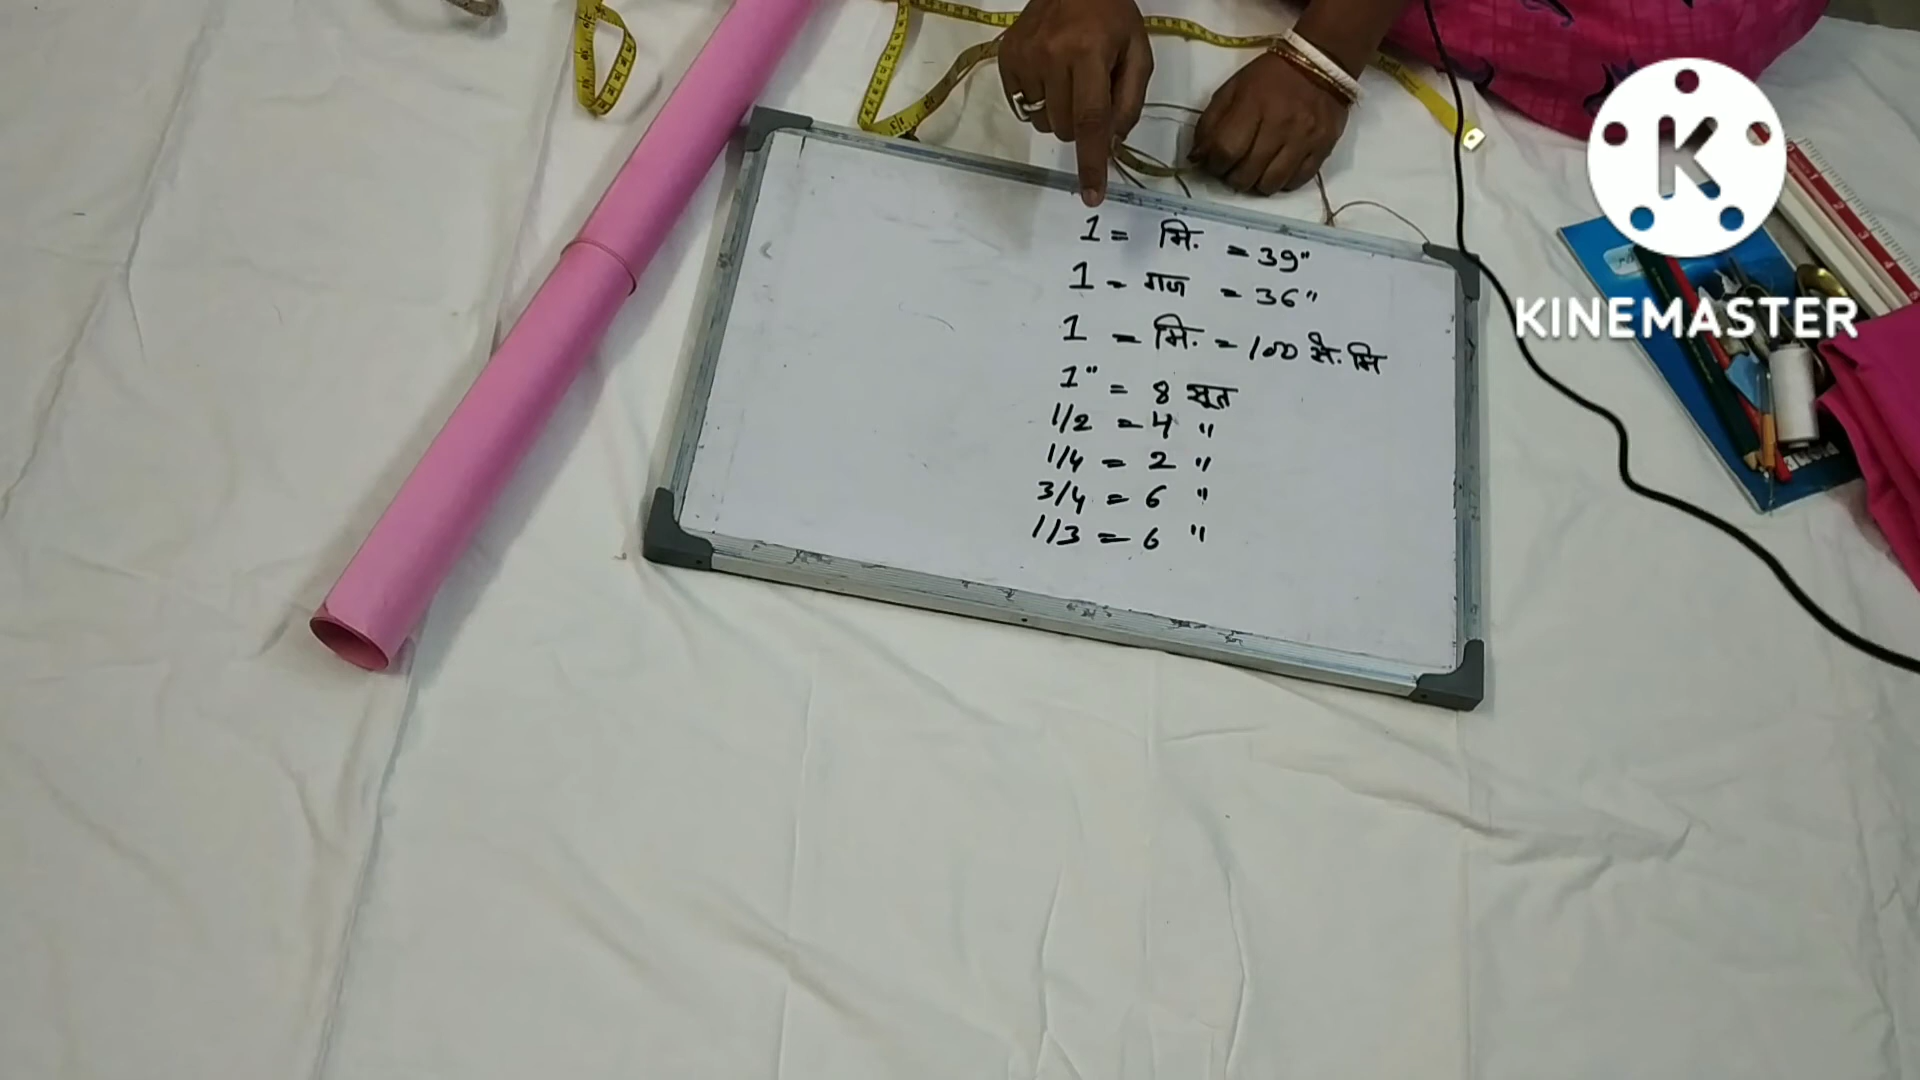 1 = मि. = 39"
1 = गज = 36"
1 = मि. = 100 से.मि
1" = 8 सूत
1/2 = 4 "
1/4 = 2 "
3/4 = 6 "
1/3 = 6 "
KINEMASTER